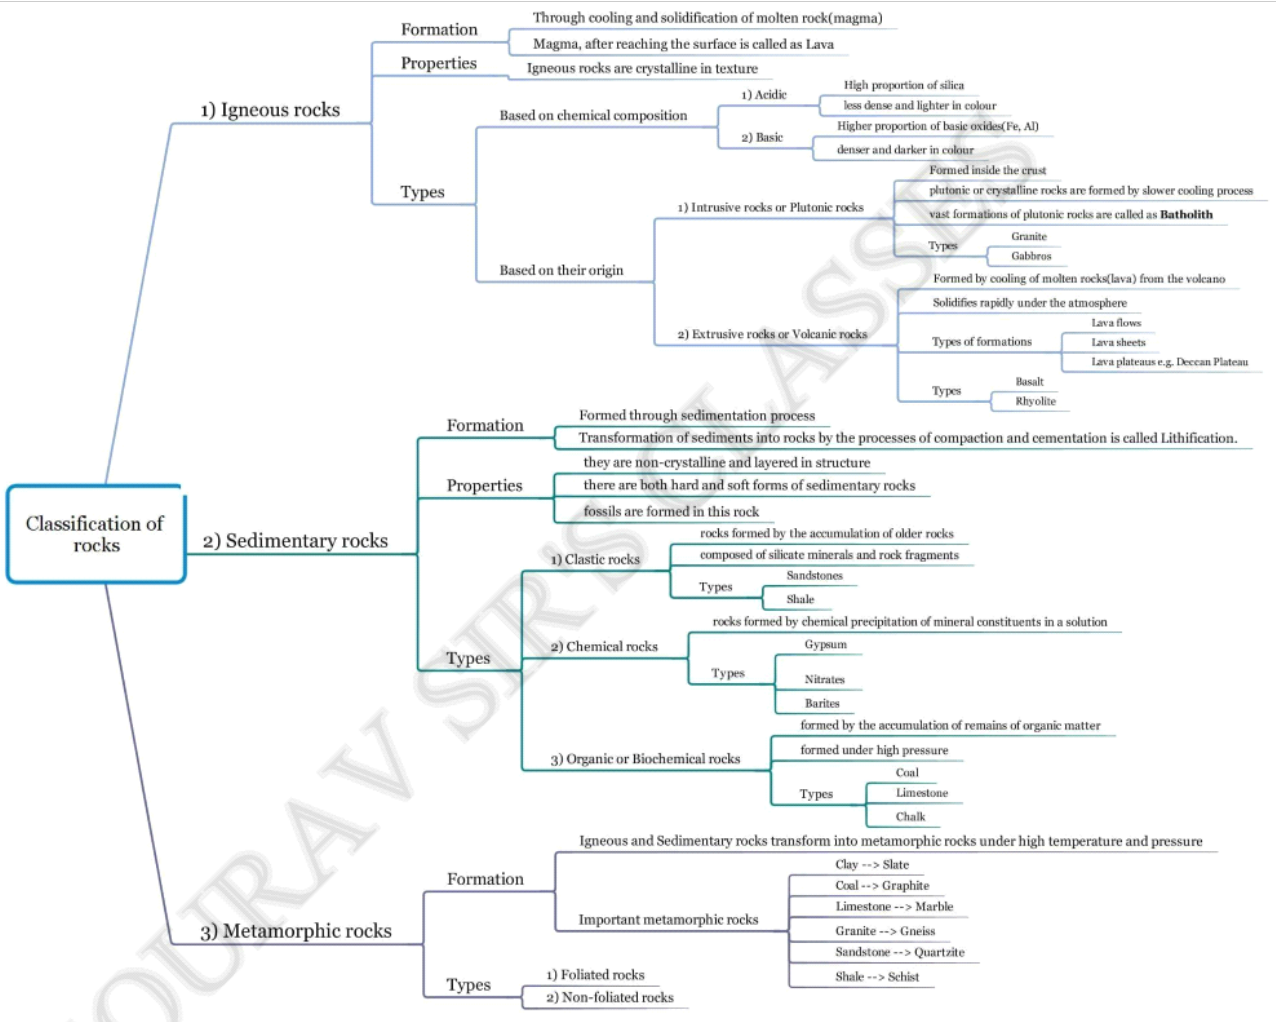 Classification of
rocks
1) Igneous rocks
Formation
Through cooling and solidification of molten rock(magma)
Magma, after reaching the surface is called as Lava
Properties
Igneous rocks are crystalline in texture
Types
Based on chemical composition
1) Acidic
High proportion of silica
less dense and lighter in colour
2) Basic
Higher proportion of basic oxides(Fe, Al)
denser and darker in colour
Based on their origin
1) Intrusive rocks or Plutonic rocks
Formed inside the crust
plutonic or crystalline rocks are formed by slower cooling process
vast formations of plutonic rocks are called as Batholith
Types
Granite
Gabbros
2) Extrusive rocks or Volcanic rocks
Formed by cooling of molten rocks(lava) from the volcano
Solidifies rapidly under the atmosphere
Types of formations
Lava flows
Lava sheets
Lava plateaus e.g. Deccan Plateau
Types
Basalt
Rhyolite
2) Sedimentary rocks
Formation
Formed through sedimentation process
Transformation of sediments into rocks by the processes of compaction and cementation is called Lithification.
Properties
they are non-crystalline and layered in structure
there are both hard and soft forms of sedimentary rocks
fossils are formed in this rock
Types
1) Clastic rocks
rocks formed by the accumulation of older rocks
composed of silicate minerals and rock fragments
Types
Sandstones
Shale
2) Chemical rocks
rocks formed by chemical precipitation of mineral constituents in a solution
Types
Gypsum
Nitrates
Barites
3) Organic or Biochemical rocks
formed by the accumulation of remains of organic matter
formed under high pressure
Types
Coal
Limestone
Chalk
3) Metamorphic rocks
Formation
Igneous and Sedimentary rocks transform into metamorphic rocks under high temperature and pressure
Important metamorphic rocks
Clay --> Slate
Coal --> Graphite
Limestone --> Marble
Granite --> Gneiss
Sandstone --> Quartzite
Shale --> Schist
Types
1) Foliated rocks
2) Non-foliated rocks
OURAV SIR'S CLASSES